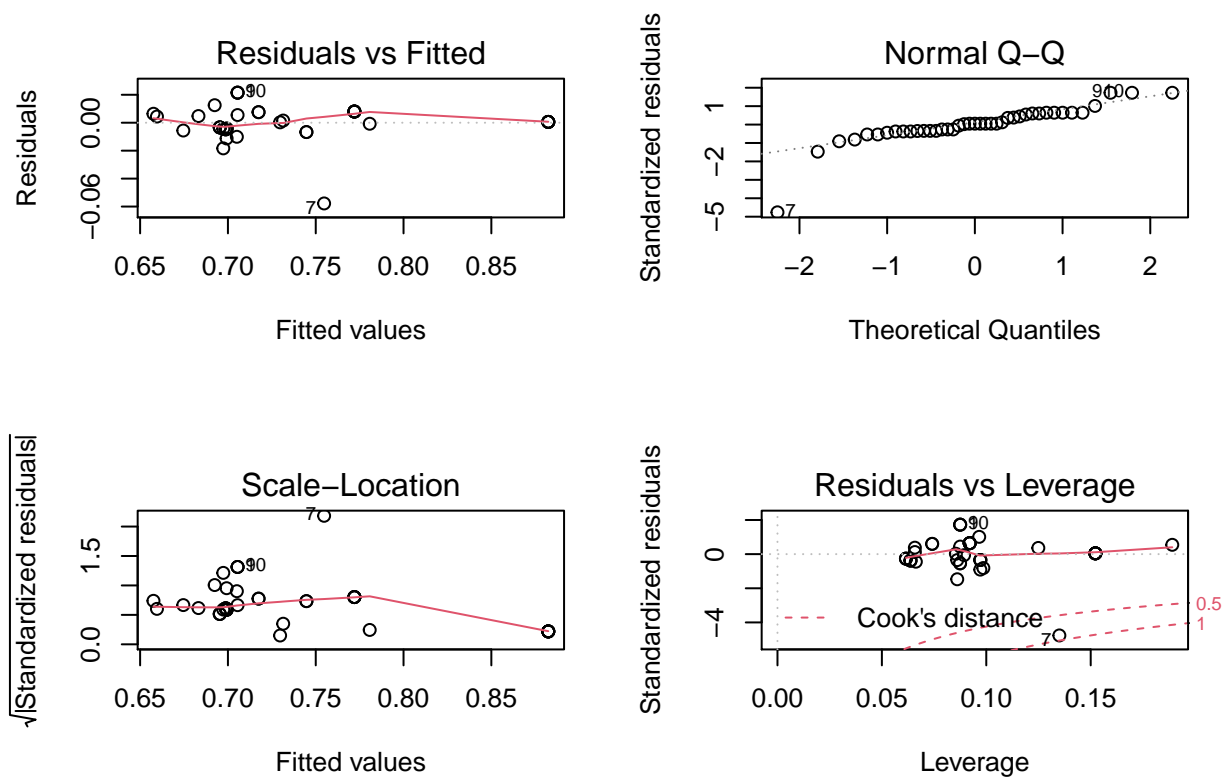 Residuals vs Fitted
Residuals
0.00
−0.06
7
0.65 0.70 0.75 0.80 0.85
Fitted values
Normal Q−Q
Standardized residuals
1
−2
−5
7
−2 −1 0 1 2
Theoretical Quantiles
Scale−Location
√|Standardized residuals|
1.5
0.0
7
0.65 0.70 0.75 0.80 0.85
Fitted values
Residuals vs Leverage
Standardized residuals
0
−4
Cook's distance
0.5
1
7
0.00 0.05 0.10 0.15
Leverage